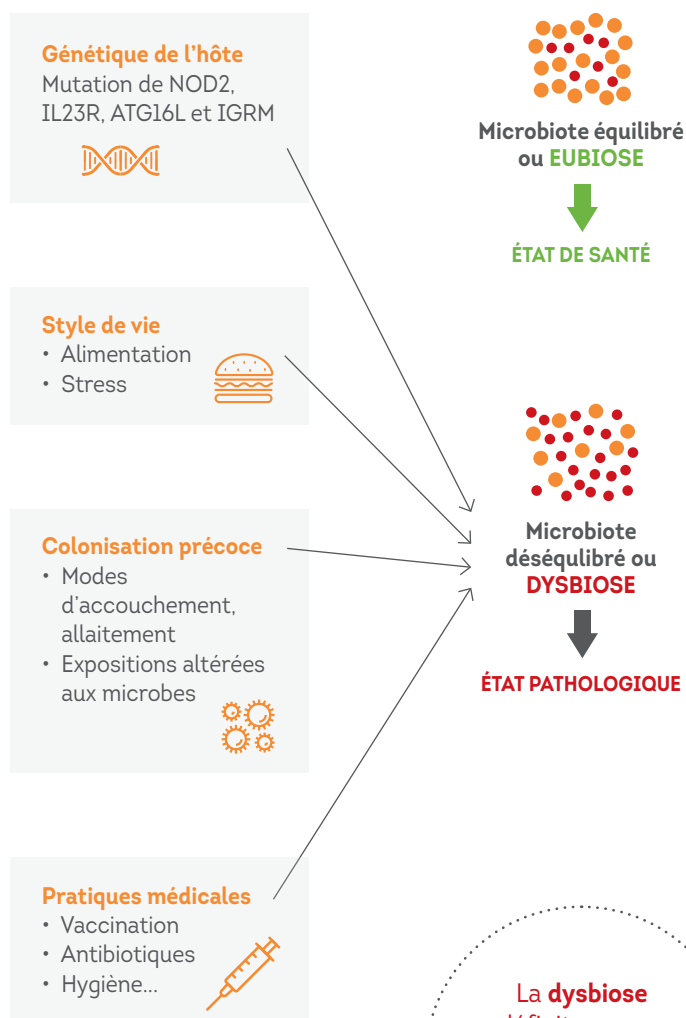 Génétique de l'hôte
Mutation de NOD2,
IL23R, ATG16L et IGRM
Style de vie
• Alimentation
• Stress
Colonisation précoce
• Modes
d'accouchement,
allaitement
• Expositions altérées
aux microbes
Pratiques médicales
• Vaccination
• Antibiotiques
• Hygiène...
Microbiote équilibré
ou EUBIOSE
ÉTAT DE SANTÉ
Microbiote
déséqulibré ou
DYSBIOSE
ÉTAT PATHOLOGIQUE
La dysbiose